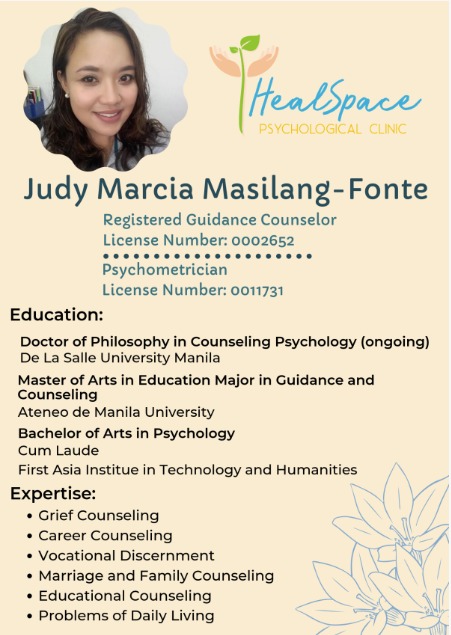 HealSpace
PSYCHOLOGICAL CLINIC
Judy Marcia Masilang-Fonte
Registered Guidance Counselor
License Number: 0002652
Psychometrician
License Number: 0011731
Education:
Doctor of Philosophy in Counseling Psychology (ongoing)
De La Salle University Manila
Master of Arts in Education Major in Guidance and
Counseling
Ateneo de Manila University
Bachelor of Arts in Psychology
Cum Laude
First Asia Institue in Technology and Humanities
Expertise:
• Grief Counseling
• Career Counseling
• Vocational Discernment
• Marriage and Family Counseling
• Educational Counseling
• Problems of Daily Living